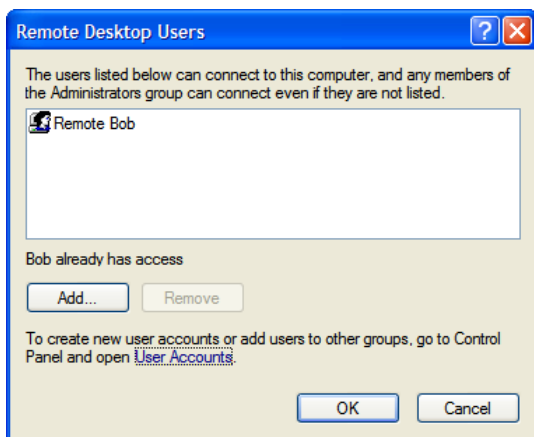 Remote Desktop Users
The users listed below can connect to this computer, and any members of
the Administrators group can connect even if they are not listed.
Remote Bob
Bob already has access
Add... Remove
To create new user accounts or add users to other groups, go to Control
Panel and open User Accounts.
OK Cancel